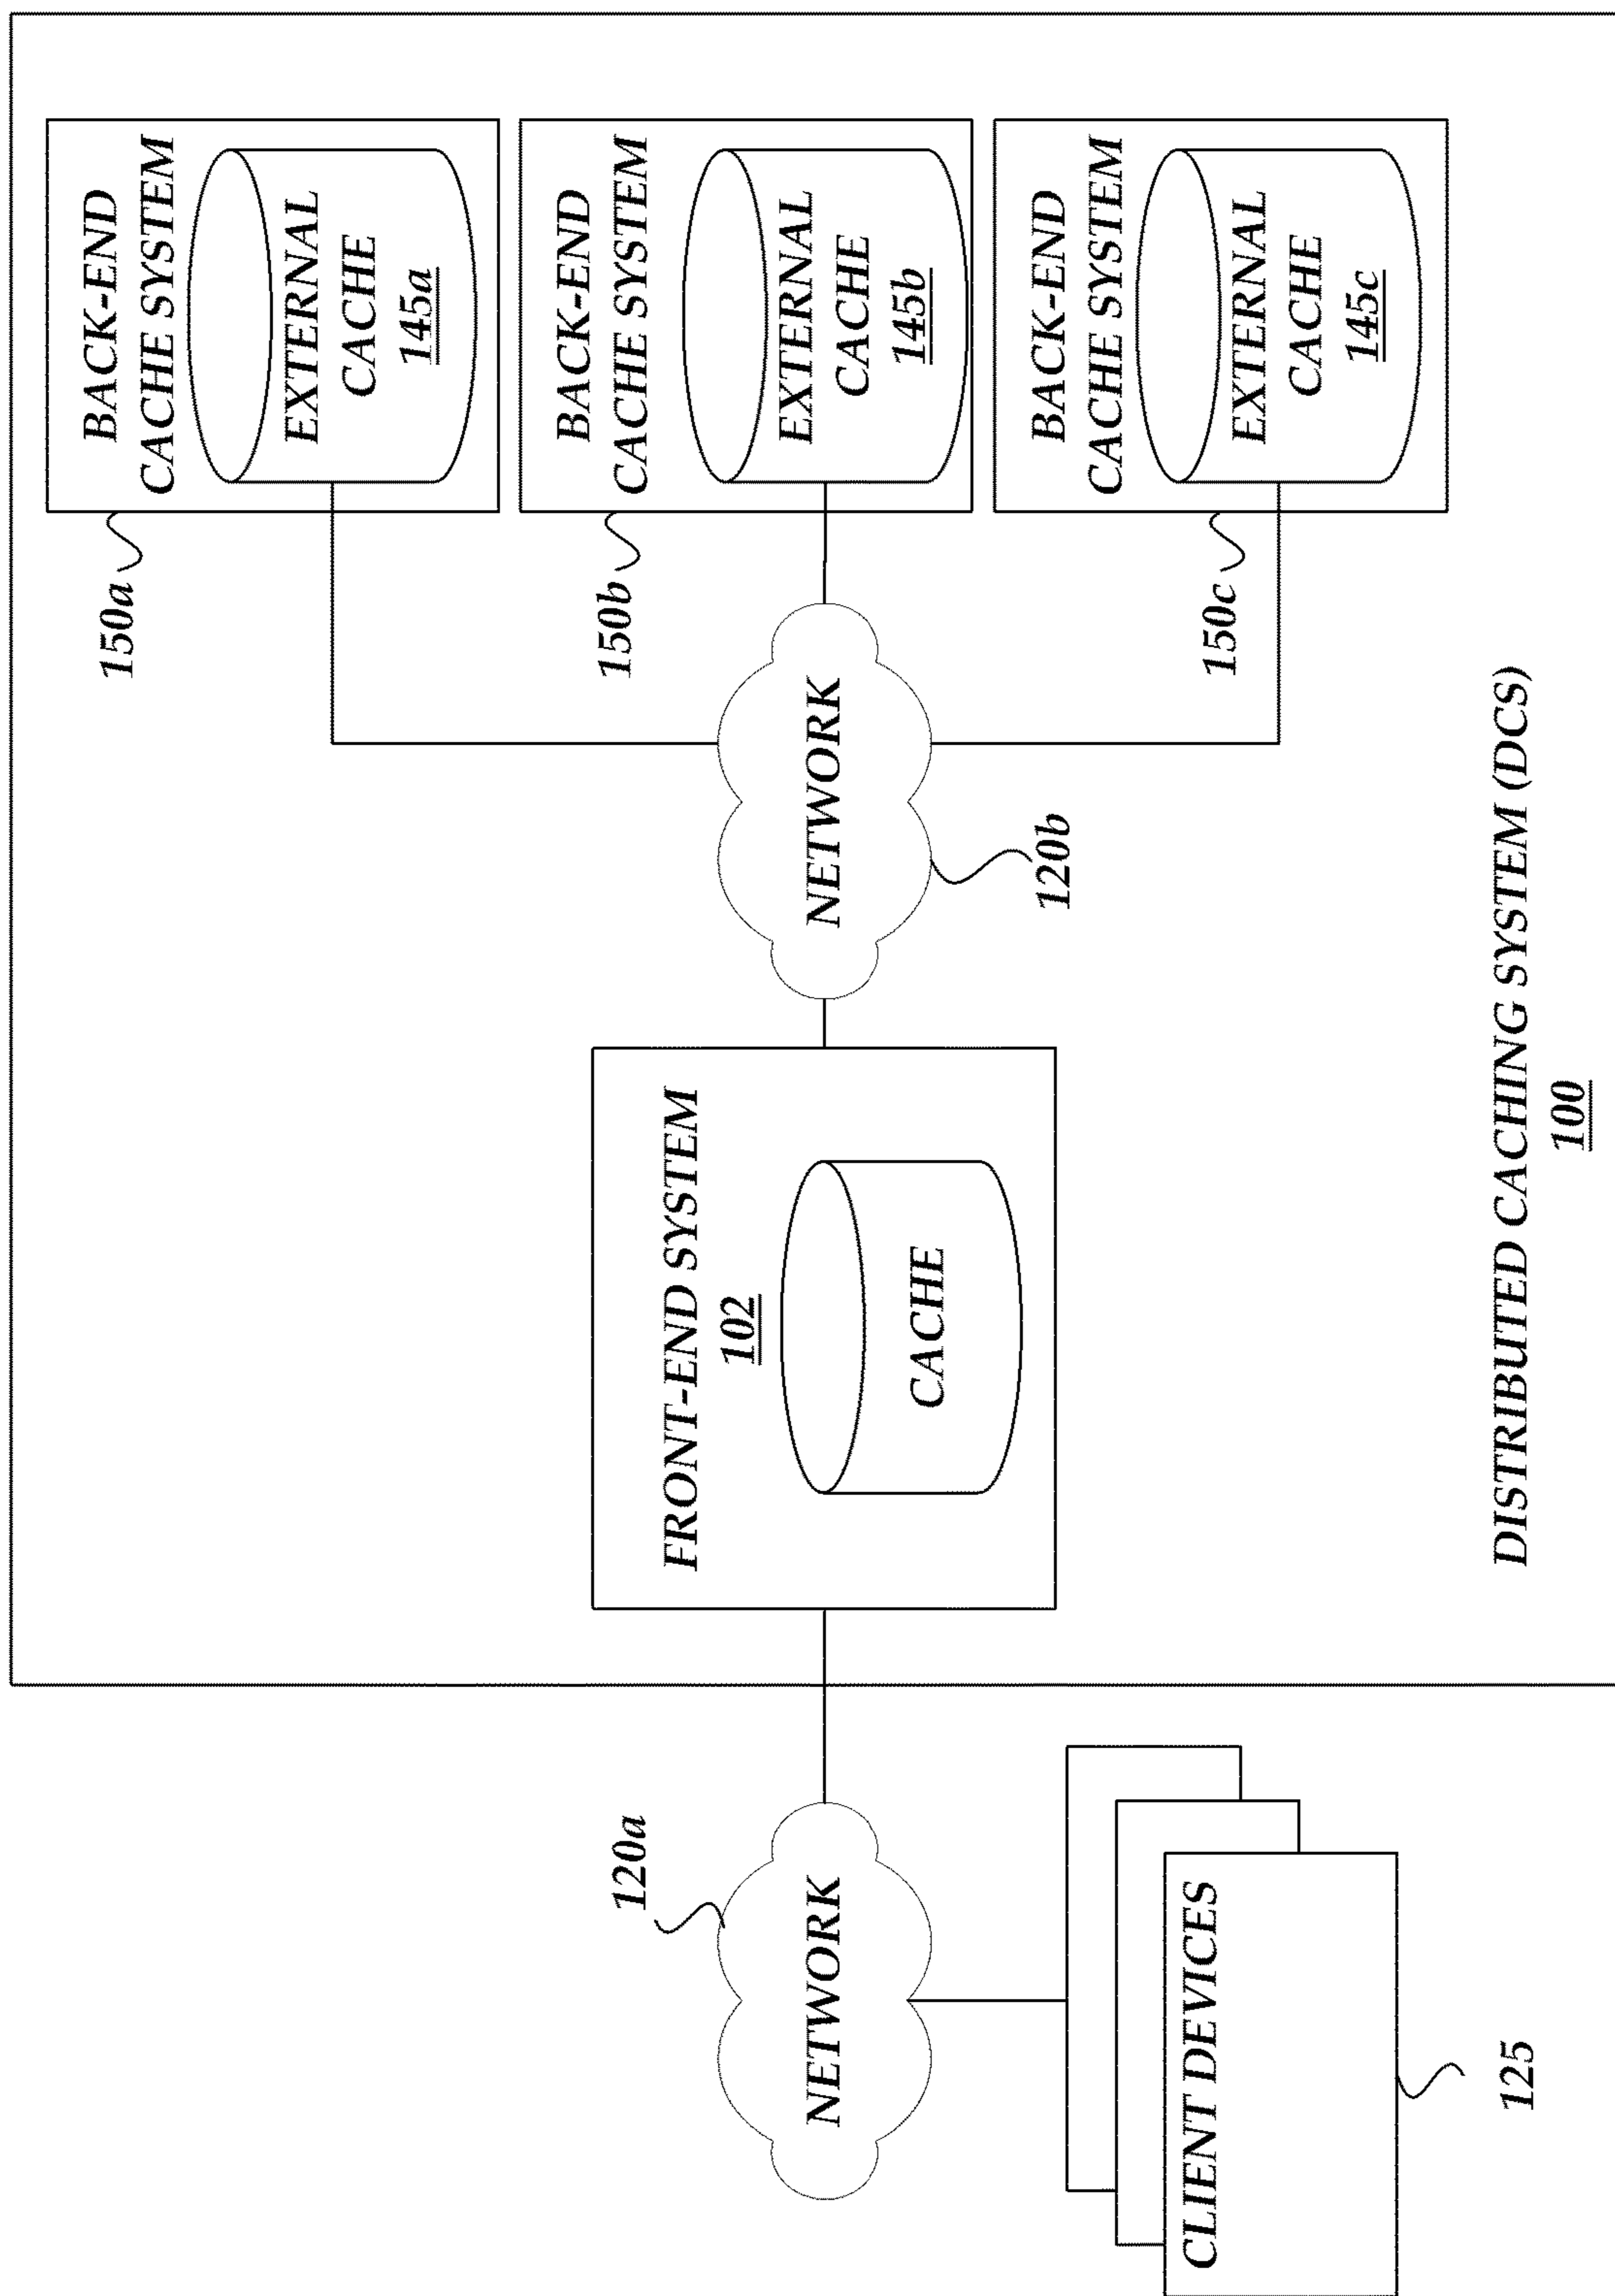 150a
BACK-END
CACHE SYSTEM
EXTERNAL
CACHE
145a
120a
NETWORK
CLIENT DEVICES
125
FRONT-END SYSTEM
102
CACHE
NETWORK
120b
150b
BACK-END
CACHE SYSTEM
EXTERNAL
CACHE
145b
150c
BACK-END
CACHE SYSTEM
EXTERNAL
CACHE
145c
DISTRIBUTED CACHING SYSTEM (DCS)
100